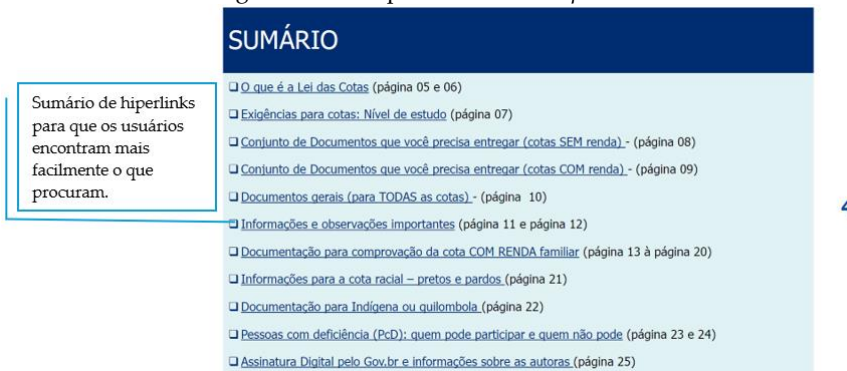 SUMÁRIO
Sumário de hiperlinks
para que os usuários
encontram mais
facilmente o que
procuram.
❑ O que é a Lei das Cotas (página 05 e 06)
❑ Exigências para cotas: Nível de estudo (página 07)
❑ Conjunto de Documentos que você precisa entregar (cotas SEM renda) - (página 08)
❑ Conjunto de Documentos que você precisa entregar (cotas COM renda) - (página 09)
❑ Documentos gerais (para TODAS as cotas) - (página 10)
❑ Informações e observações importantes (página 11 e página 12)
❑ Documentação para comprovação da cota COM RENDA familiar (página 13 à página 20)
❑ Informações para a cota racial – pretos e pardos (página 21)
❑ Documentação para Indígena ou quilombola (página 22)
❑ Pessoas com deficiência (PcD): quem pode participar e quem não pode (página 23 e 24)
❑ Assinatura Digital pelo Gov.br e informações sobre as autoras (página 25)